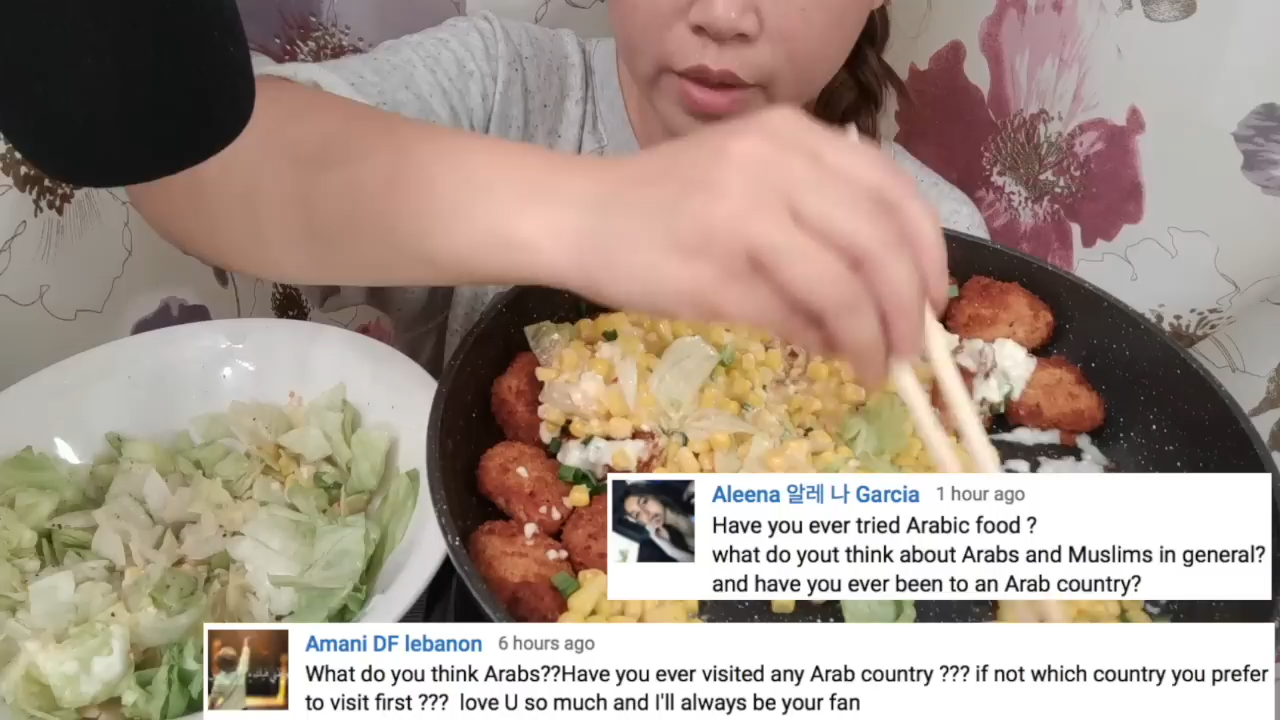 Aleena 알레 나 Garcia 1 hour ago
Have you ever tried Arabic food ?
what do yout think about Arabs and Muslims in general?
and have you ever been to an Arab country?
Amani DF lebanon 6 hours ago
What do you think Arabs??Have you ever visited any Arab country ??? if not which country you prefer
to visit first ??? love U so much and I'll always be your fan